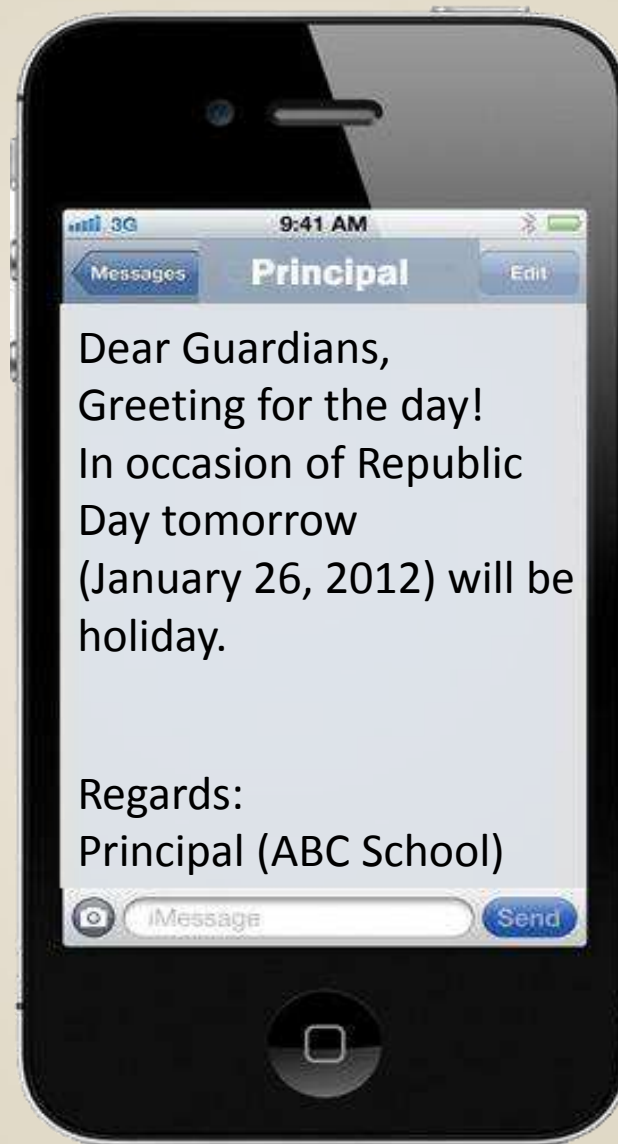 3G 9:41 AM
Messages Principal Edit
Dear Guardians,
Greeting for the day!
In occasion of Republic
Day tomorrow
(January 26, 2012) will be
holiday.
Regards:
Principal (ABC School)
iMessage Send